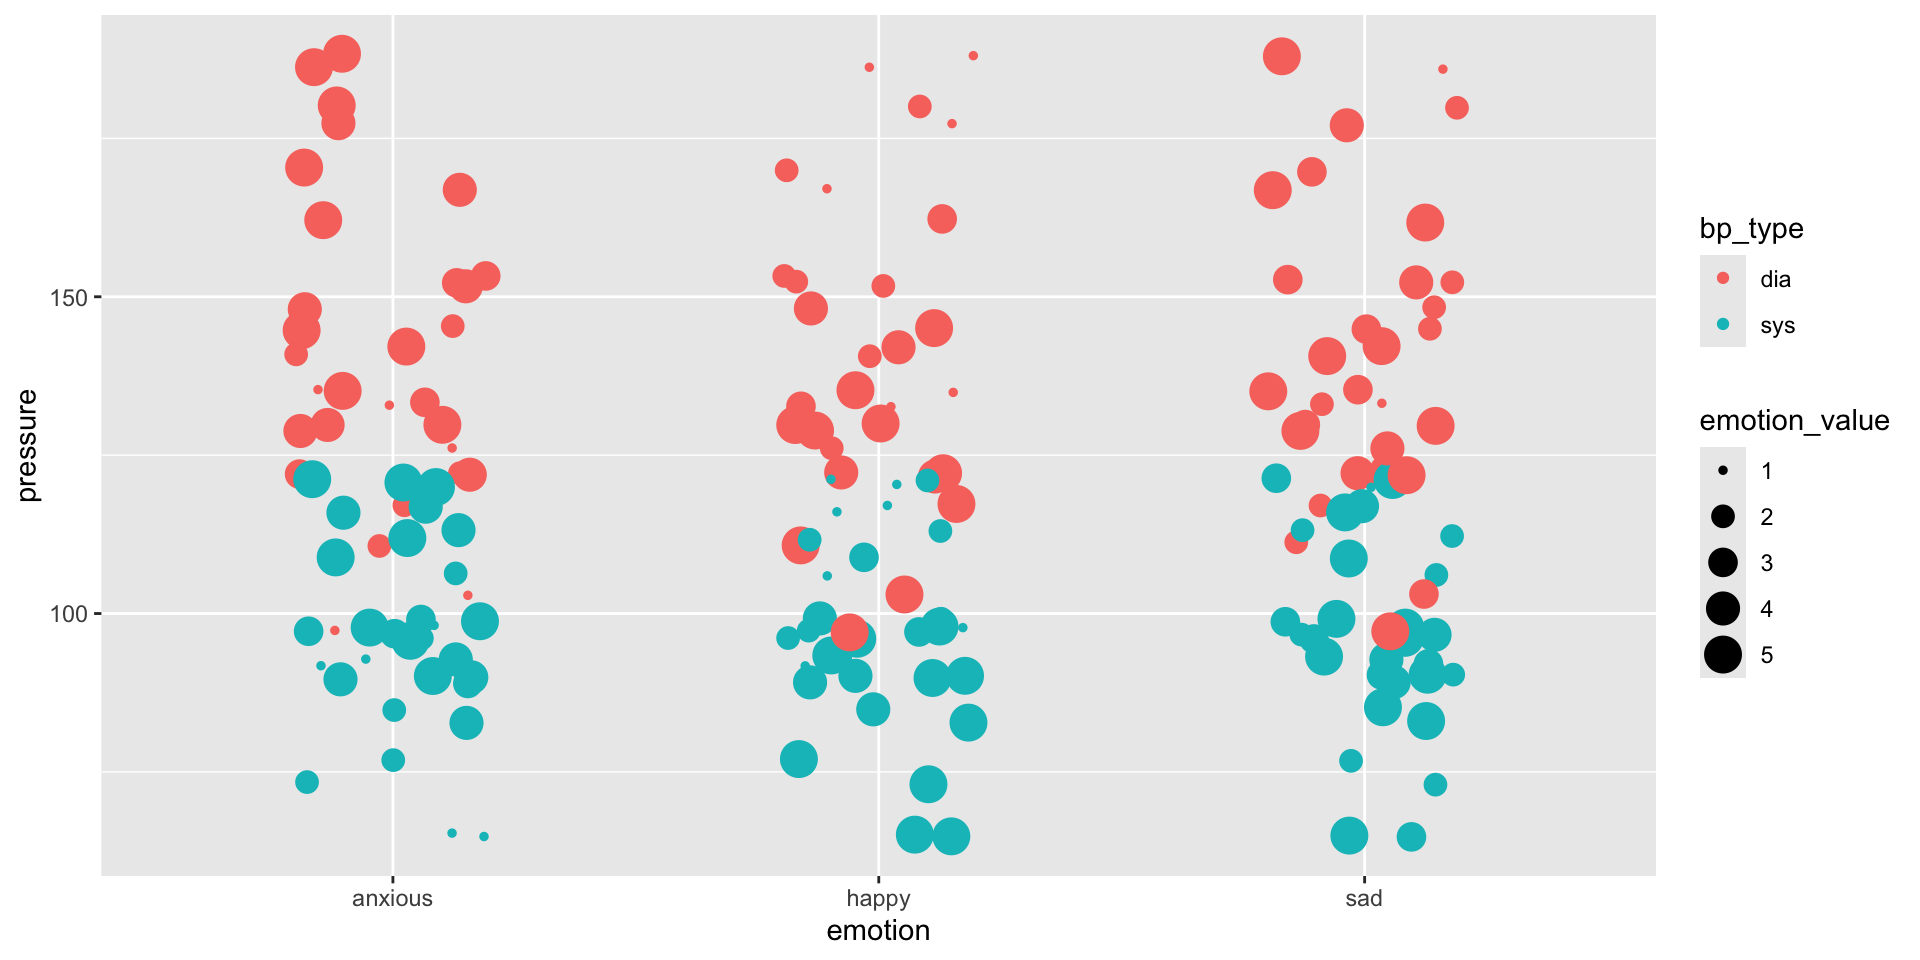 pressure
150
100
anxious
happy
sad
emotion
bp_type
dia
sys
emotion_value
1
2
3
4
5